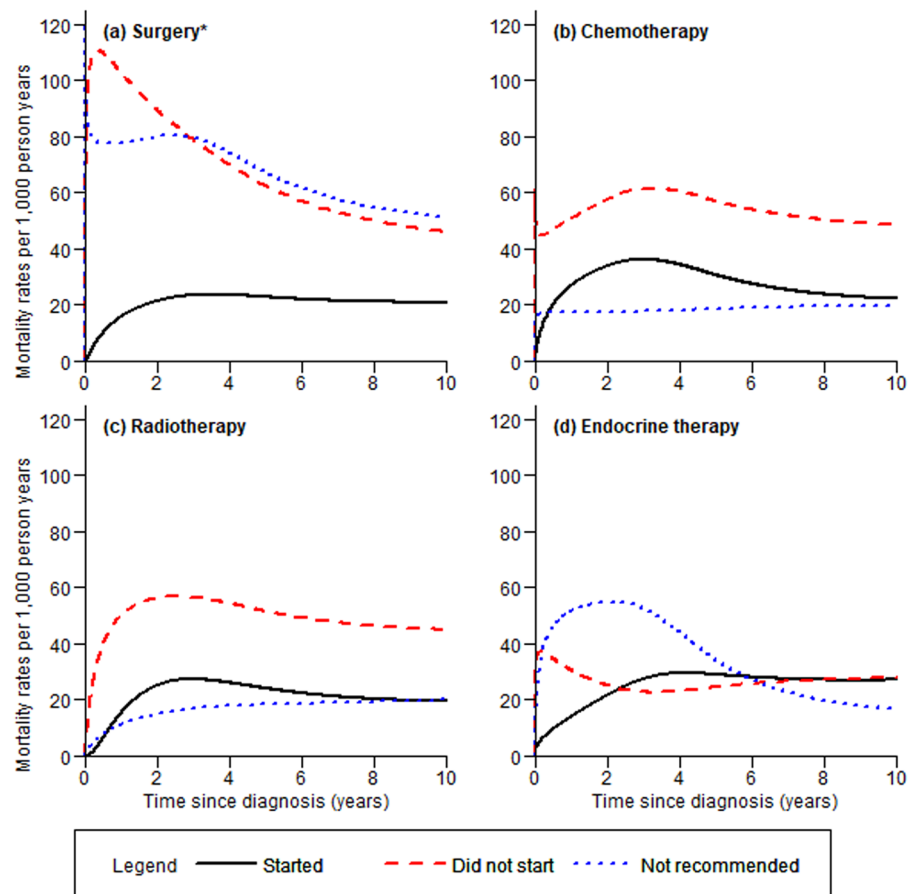 (a) Surgery*
(b) Chemotherapy
Mortality rates per 1,000 person years
120
100
80
60
40
20
0
0 2 4 6 8 10
120
100
80
60
40
20
0
0 2 4 6 8 10
(c) Radiotherapy
(d) Endocrine therapy
Mortality rates per 1,000 person years
120
100
80
60
40
20
0
0 2 4 6 8 10
Time since diagnosis (years)
120
100
80
60
40
20
0
0 2 4 6 8 10
Time since diagnosis (years)
Legend Started Did not start Not recommended